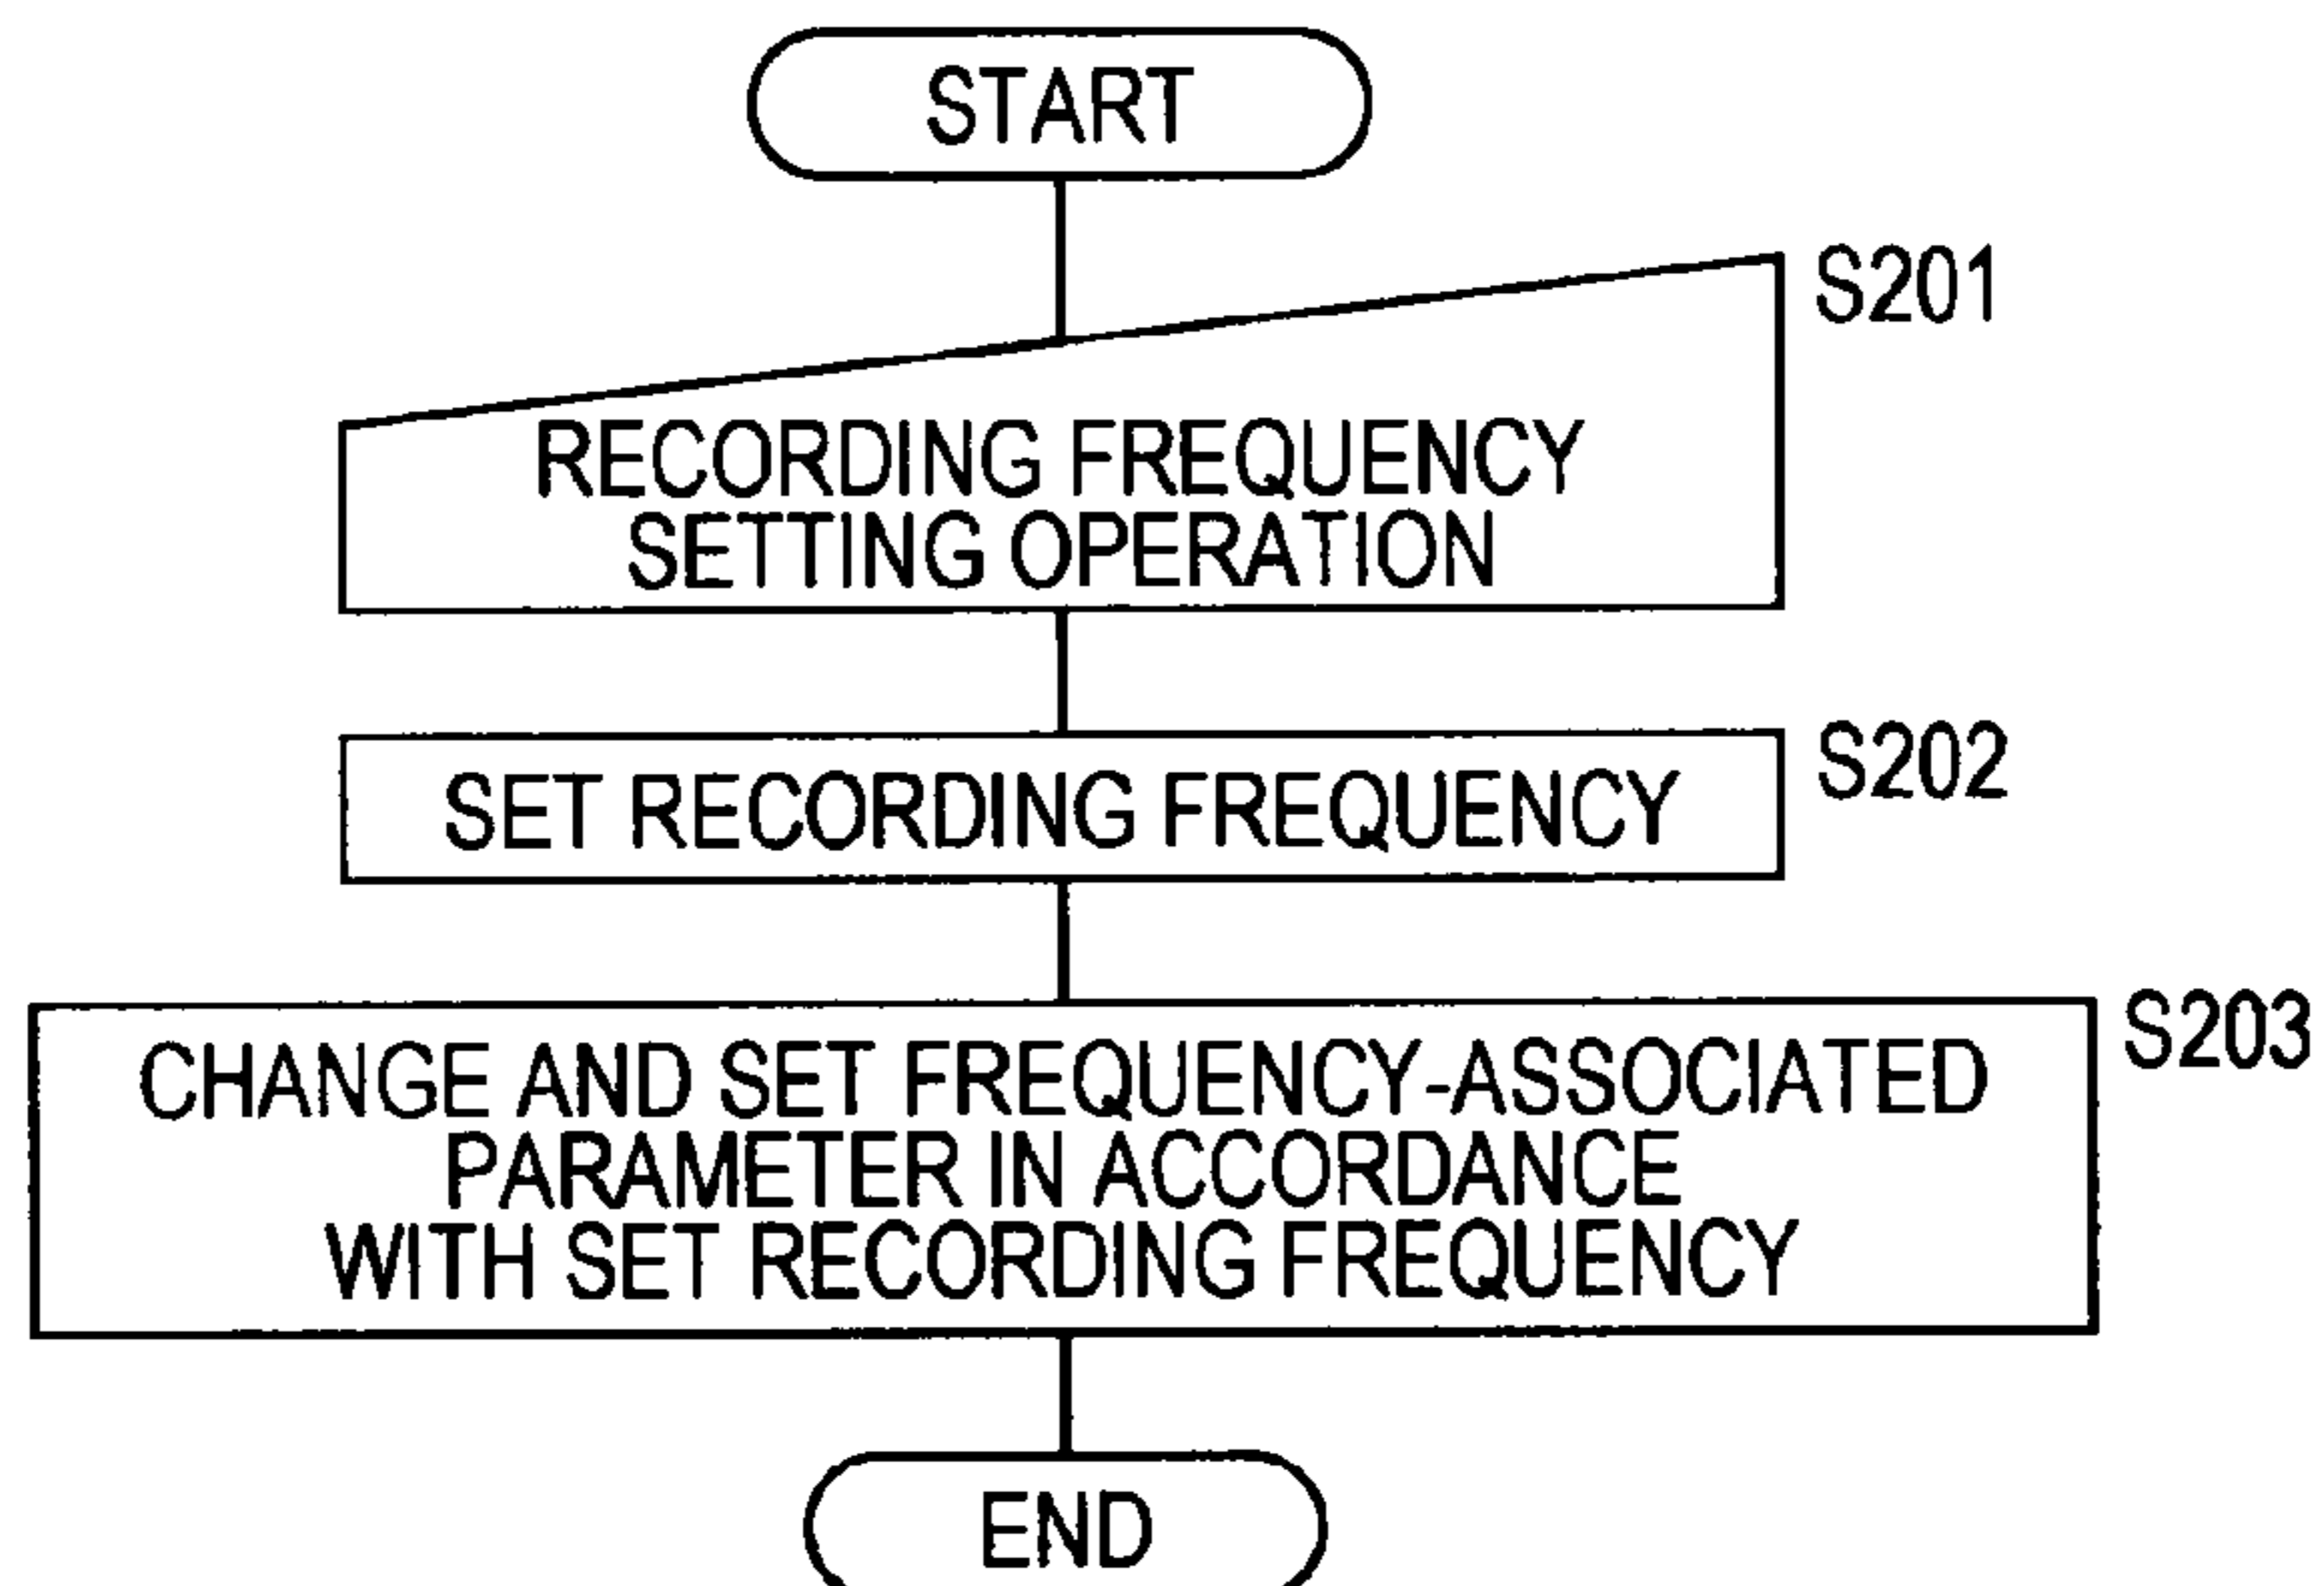 START
S201
RECORDING FREQUENCY
SETTING OPERATION
S202
SET RECORDING FREQUENCY
S203
CHANGE AND SET FREQUENCY-ASSOCIATED
PARAMETER IN ACCORDANCE
WITH SET RECORDING FREQUENCY
END